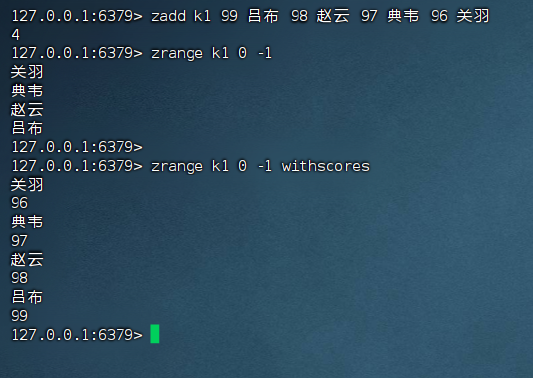 127.0.0.1:6379> zadd k1 99 吕布 98 赵云 97 典韦 96 关羽
4
127.0.0.1:6379> zrange k1 0 -1
关羽
典韦
赵云
吕布
127.0.0.1:6379>
127.0.0.1:6379> zrange k1 0 -1 withscores
关羽
96
典韦
97
赵云
98
吕布
99
127.0.0.1:6379>